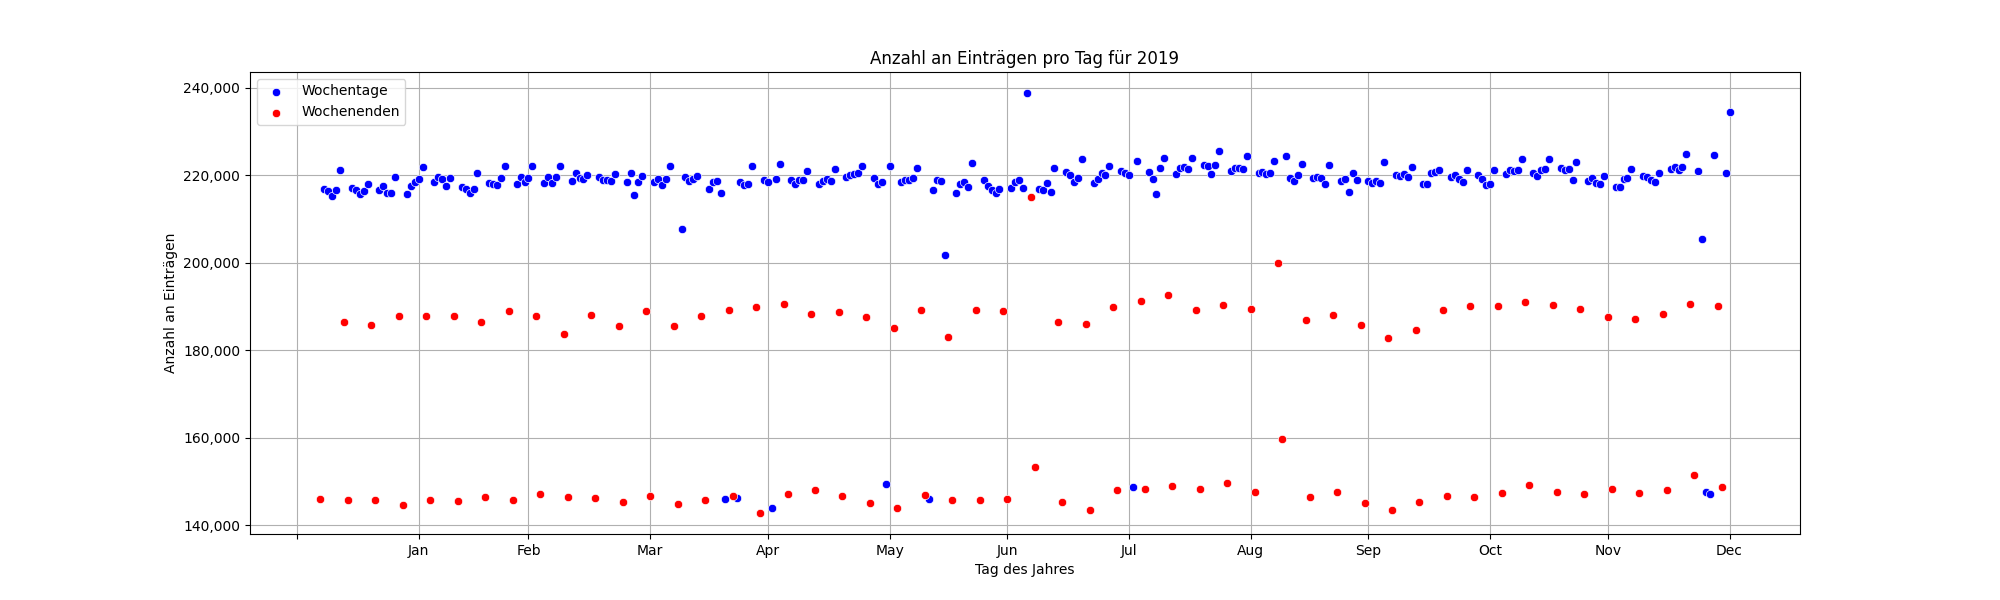 Anzahl an Einträgen pro Tag für 2019
Wochentage
Wochenenden
240,000
220,000
200,000
180,000
160,000
140,000
Anzahl an Einträgen
Jan Feb Mar Apr May Jun Jul Aug Sep Oct Nov Dec
Tag des Jahres